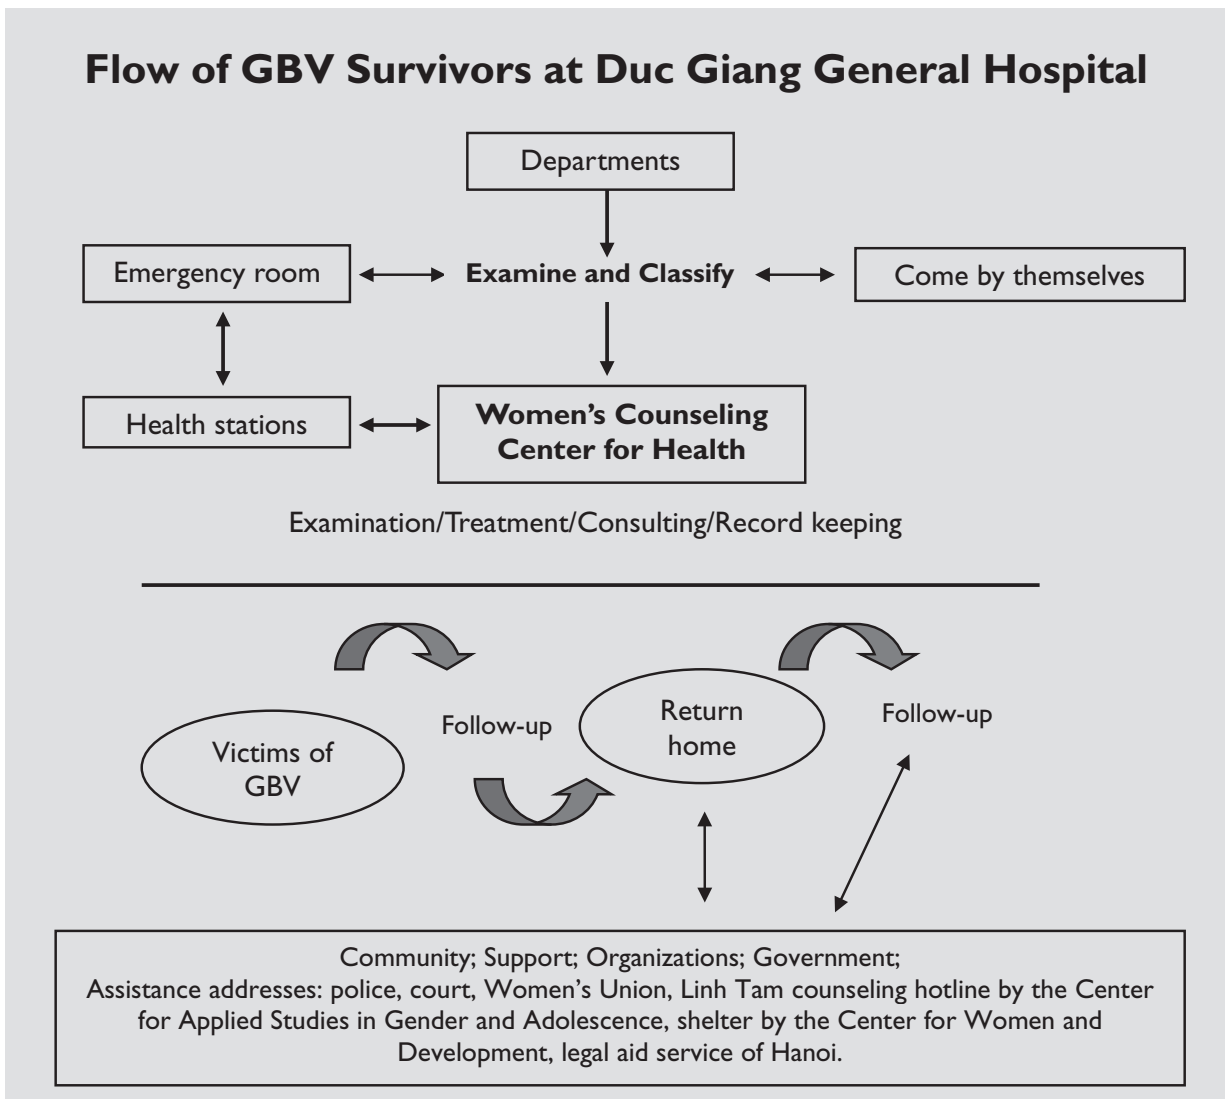 Flow of GBV Survivors at Duc Giang General Hospital
Departments
Emergency room
Examine and Classify
Come by themselves
Health stations
Women’s Counseling
Center for Health
Examination/Treatment/Consulting/Record keeping
Victims of
GBV
Follow-up
Return
home
Follow-up
Community; Support; Organizations; Government;
Assistance addresses: police, court, Women’s Union, Linh Tam counseling hotline by the Center
for Applied Studies in Gender and Adolescence, shelter by the Center for Women and
Development, legal aid service of Hanoi.